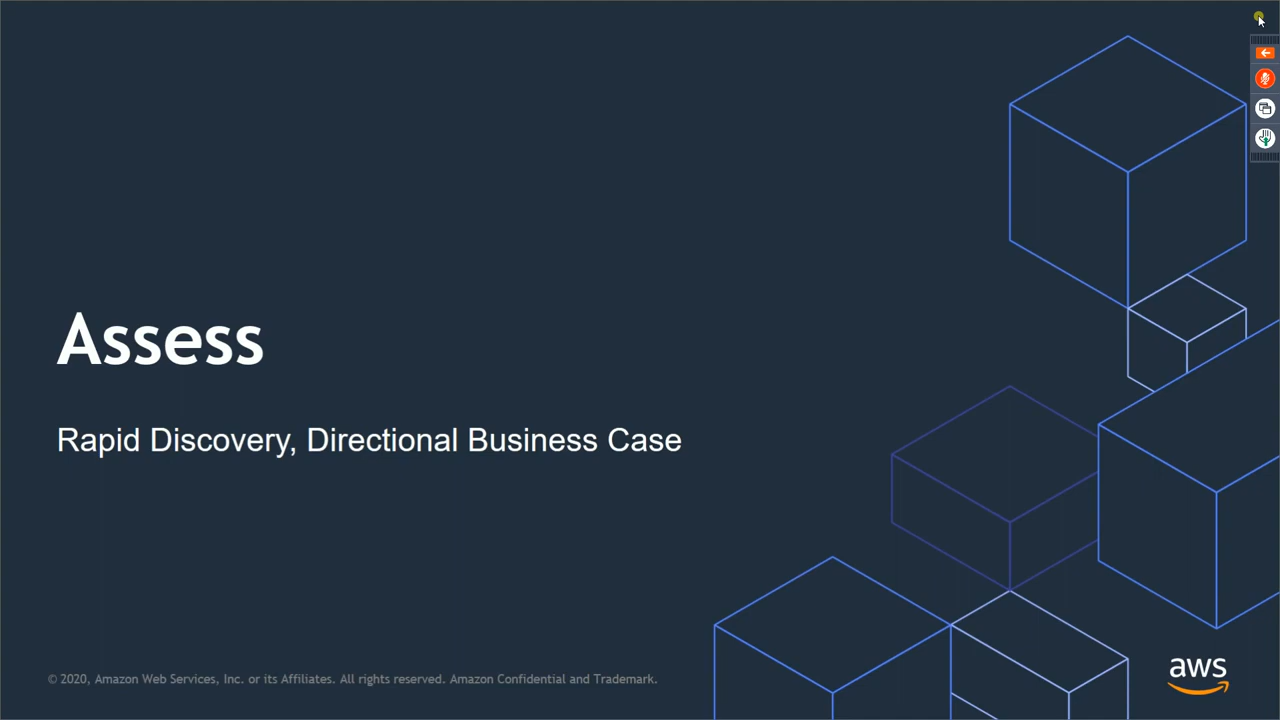 Assess
Rapid Discovery, Directional Business Case
© 2020, Amazon Web Services, Inc. or its Affiliates. All rights reserved. Amazon Confidential and Trademark.
aws